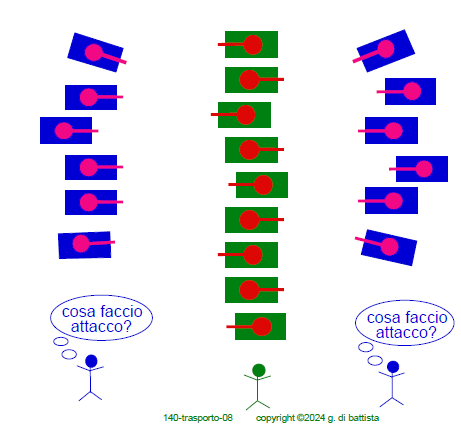 cosa faccio
attacco?
cosa faccio
attacco?
140-trasporto-08 copyright ©2024 g. di battista